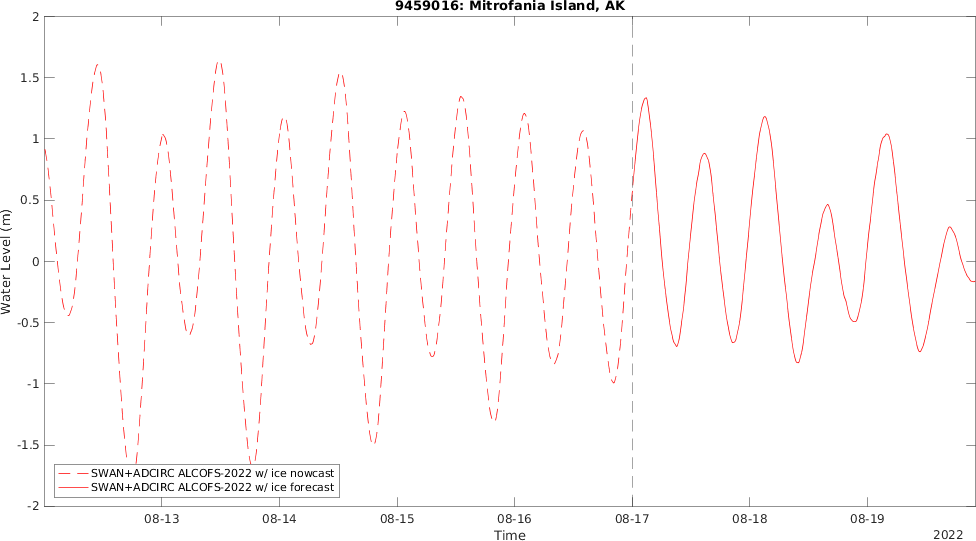 9459016: Mitrofania Island, AK
2
1.5
1
0.5
0
-0.5
-1
-1.5
-2
Water Level (m)
SWAN+ADCIRC ALCOFS-2022 w/ ice nowcast
SWAN+ADCIRC ALCOFS-2022 w/ ice forecast
08-13 08-14 08-15 08-16 08-17 08-18 08-19
Time
2022